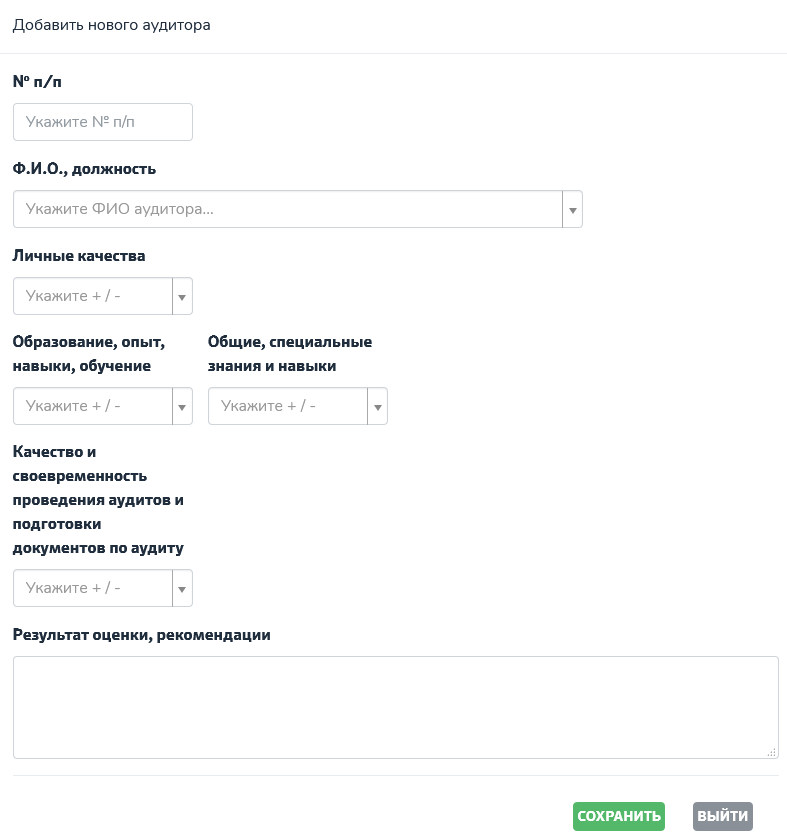 Добавить нового аудитора
№ п/п
Укажите № п/п
Ф.И.О., должность
Укажите ФИО аудитора...
Личные качества
Укажите + / -
Образование, опыт,
навыки, обучение
Укажите + / -
Общие, специальные
знания и навыки
Укажите + / -
Качество и
своевременность
проведения аудитов и
подготовки
документов по аудиту
Укажите + / -
Результат оценки, рекомендации
СОХРАНИТЬ
ВЫЙТИ